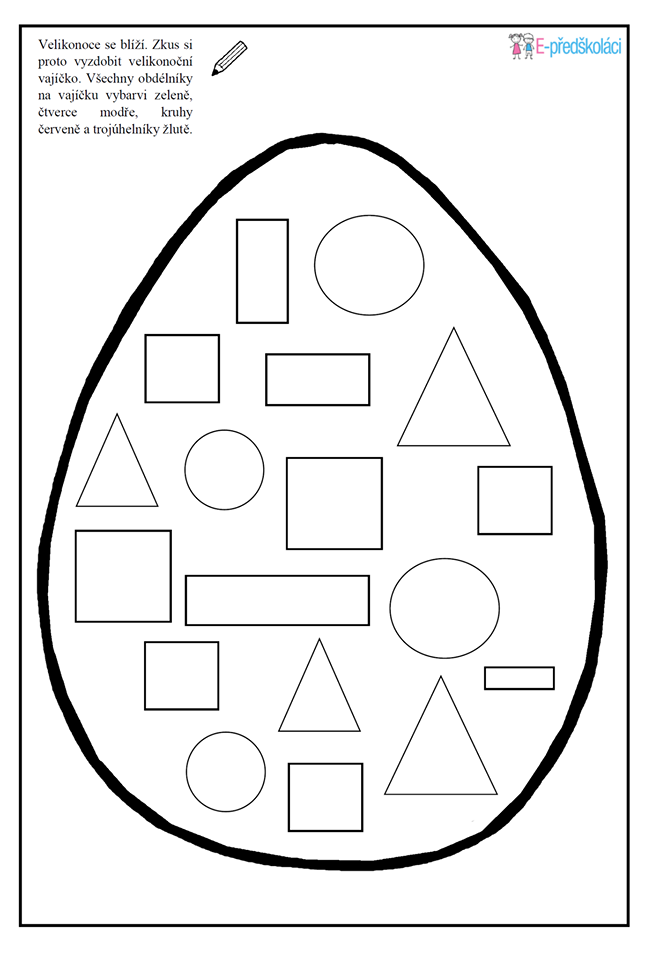 Velikonoce se blíží. Zkus si
proto vyzdobit velikonoční
vajíčko. Všechny obdélníky
na vajíčku vybarvi zeleně,
čtverce modře, kruhy
červeně a trojúhelníky žlutě.
E-předškoláci